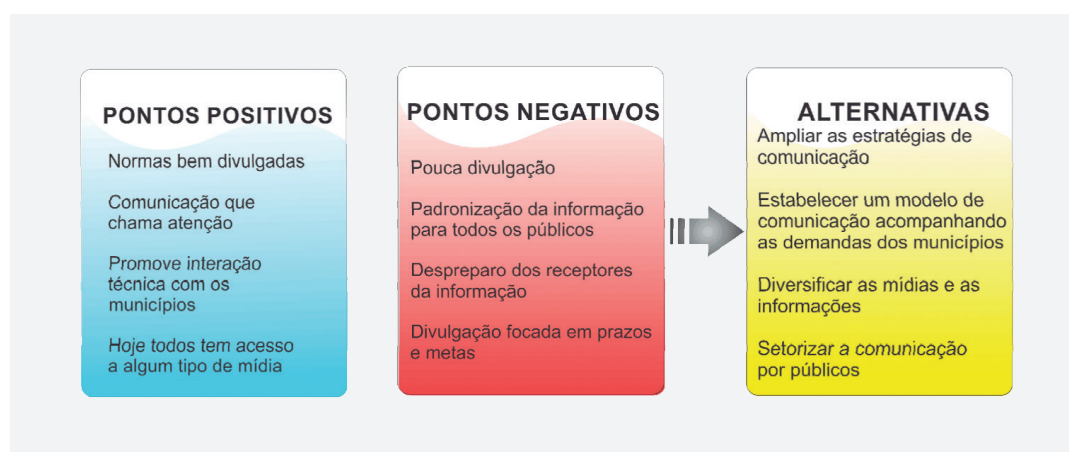 PONTOS POSITIVOS
Normas bem divulgadas
Comunicação que
chama atenção
Promove interação
técnica com os
municípios
Hoje todos tem acesso
a algum tipo de mídia
PONTOS NEGATIVOS
Pouca divulgação
Padronização da informação
para todos os públicos
Despreparo dos receptores
da informação
Divulgação focada em prazos
e metas
ALTERNATIVAS
Ampliar as estratégias de
comunicação
Estabelecer um modelo de
comunicação acompanhando
as demandas dos municípios
Diversificar as mídias e as
informações
Setorizar a comunicação
por públicos